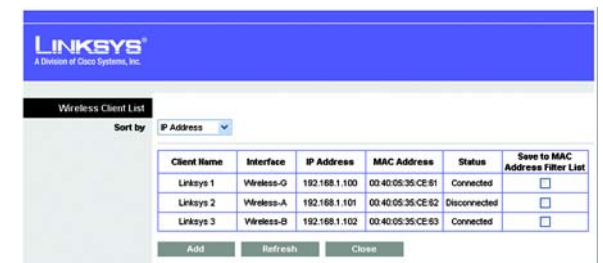 LINKSYS®
A Division of Cisco Systems, Inc.
Wireless Client List
Sort by IP Address
Client Name Interface IP Address MAC Address Status Save to MAC Address Filter List
Linksys 1 Wireless-G 192.168.1.100 00:40:05:35:CE:61 Connected
Linksys 2 Wireless-A 192.168.1.101 00:40:05:35:CE:62 Disconnected
Linksys 3 Wireless-B 192.168.1.102 00:40:05:35:CE:63 Connected
Add Refresh Close